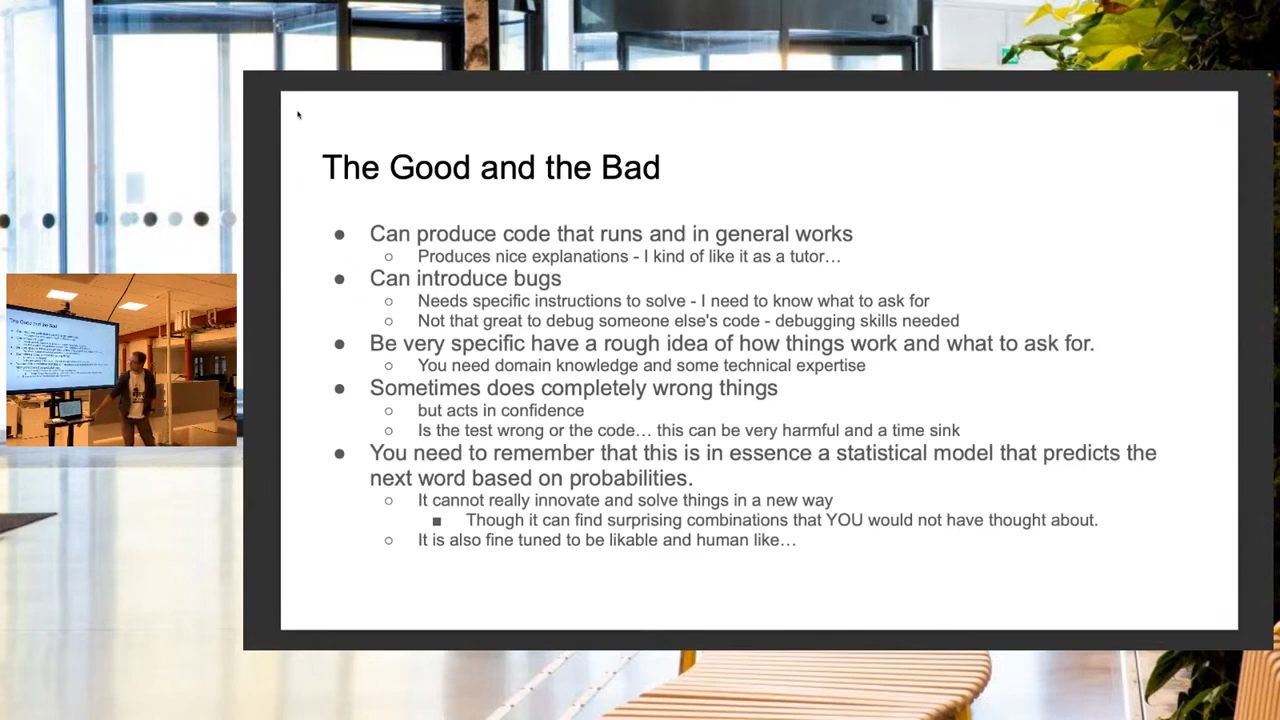 The Good and the Bad
● Can produce code that runs and in general works
○ Produces nice explanations - I kind of like it as a tutor…
● Can introduce bugs
○ Needs specific instructions to solve - I need to know what to ask for
○ Not that great to debug someone else's code - debugging skills needed
● Be very specific have a rough idea of how things work and what to ask for.
○ You need domain knowledge and some technical expertise
● Sometimes does completely wrong things
○ but acts in confidence
○ Is the test wrong or the code… this can be very harmful and a time sink
● You need to remember that this is in essence a statistical model that predicts the
next word based on probabilities.
○ It cannot really innovate and solve things in a new way
■ Though it can find surprising combinations that YOU would not have thought about.
○ It is also fine tuned to be likable and human like…
The Good and the Bad